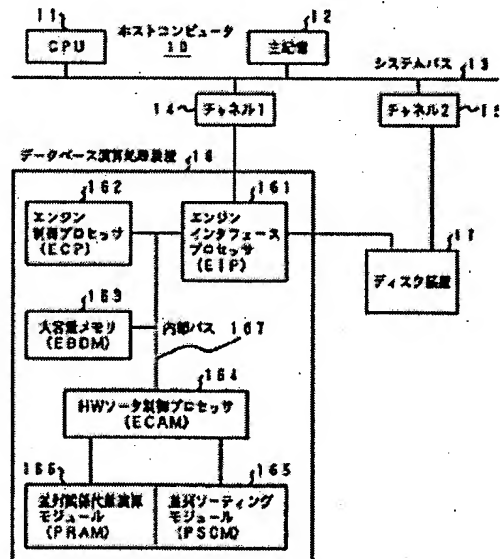 11
CPU
ホストコンピュータ
10
12
主記憶
システムバス 13
14
チャネル1
チャネル2
15
データベース演算処理装置 16
162
エンジン
制御プロセッサ
(ECP)
161
エンジン
インタフェース
プロセッサ
(EIP)
17
ディスク装置
163
大容量メモリ
(EBDM)
内部バス 167
164
HWソータ制御プロセッサ
(ECAM)
166
並列関係代数演算
モジュール
(PRAM)
165
並列ソーティング
モジュール
(PSCM)